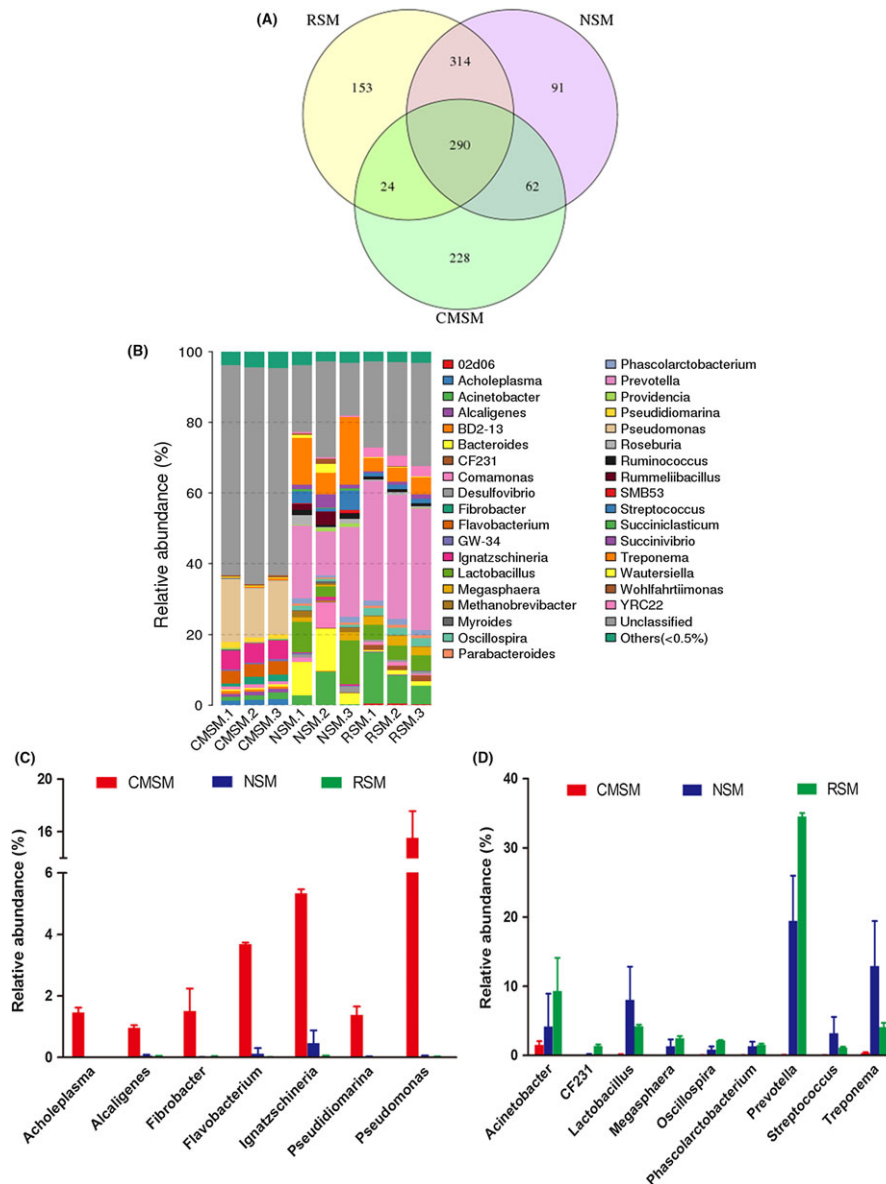 (A)
RSM
NSM
314
153
91
290
24
62
228
CMSM
(B)
Relative abundance (%)
100
80
60
40
20
0
CMSM.1
CMSM.2
CMSM.3
NSM.1
NSM.2
NSM.3
RSM.1
RSM.2
RSM.3
02d06
Acholeplasma
Acinetobacter
Alcaligenes
BD2-13
Bacteroides
CF231
Comamonas
Desulfovibrio
Fibrobacter
Flavobacterium
GW-34
Ignatzschineria
Lactobacillus
Megasphaera
Methanobrevibacter
Myroides
Oscillospira
Parabacteroides
Phascolarctobacterium
Prevotella
Providencia
Pseudidiomarina
Pseudomonas
Roseburia
Ruminococcus
Rummeliibacillus
SMB53
Streptococcus
Succiniclasticum
Succinivibrio
Treponema
Wautersiella
Wohlfahrtiimonas
YRC22
Unclassified
Others(<0.5%)
(C)
CMSM NSM RSM
Relative abundance (%)
20
16
6
4
2
0
Acholeplasma
Alcaligenes
Fibrobacter
Flavobacterium
Ignatzschineria
Pseudidiomarina
Pseudomonas
(D)
CMSM NSM RSM
Relative abundance (%)
40
30
20
10
0
Acinetobacter
CF231
Lactobacillus
Megasphaera
Oscillospira
Phascolarctobacterium
Prevotella
Streptococcus
Treponema